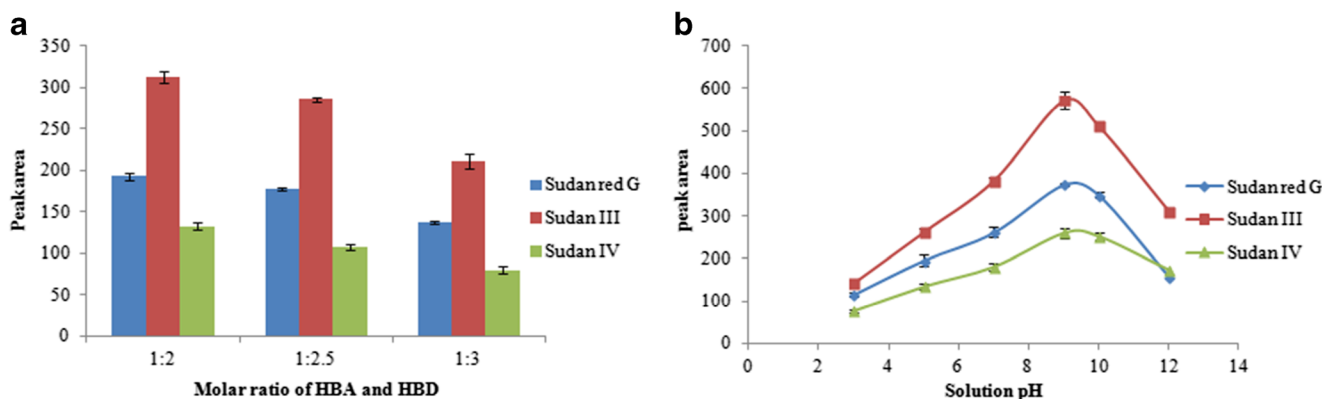 a
350
300
250
200
150
100
50
0
Peakarea
1:2
1:2.5
1:3
Molar ratio of HBA and HBD
Sudan red G
Sudan III
Sudan IV
b
700
600
500
400
300
200
100
0
peak area
0 2 4 6 8 10 12 14
Solution pH
Sudan red G
Sudan III
Sudan IV